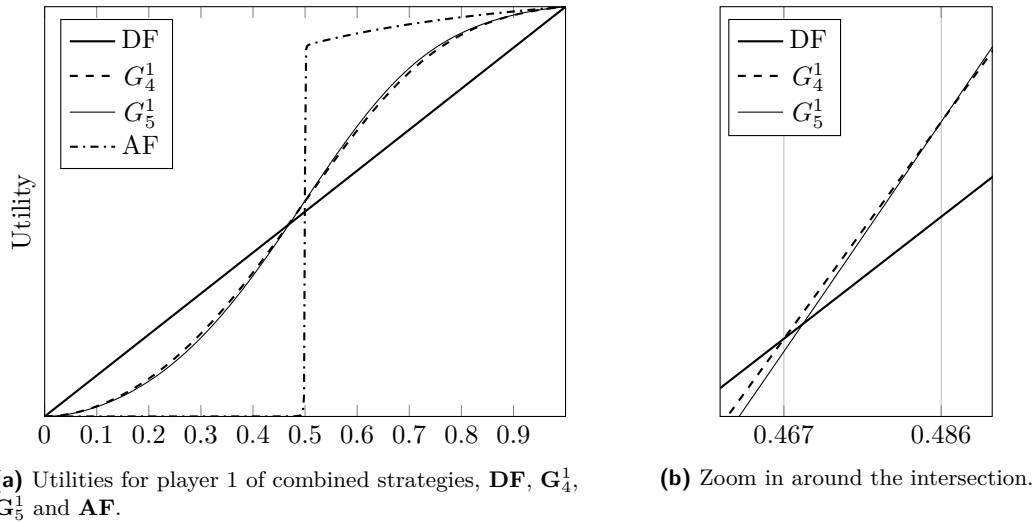 DF
G_4^1
G_5^1
AF
Utility
0 0.1 0.2 0.3 0.4 0.5 0.6 0.7 0.8 0.9
DF
G_4^1
G_5^1
0.467 0.486
a) Utilities for player 1 of combined strategies, DF, G_4^1,
G_5^1 and AF.
(b) Zoom in around the intersection.